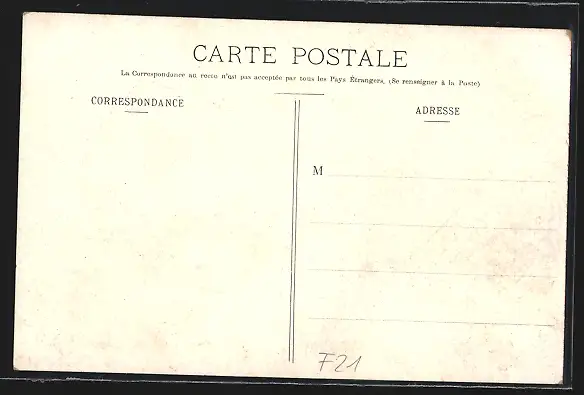 CARTE POSTALE
La Correspondance au recto n'est pas acceptée par tous les Pays Étrangers. (Se renseigner à la Poste)
CORRESPONDANCE
ADRESSE
M
F21